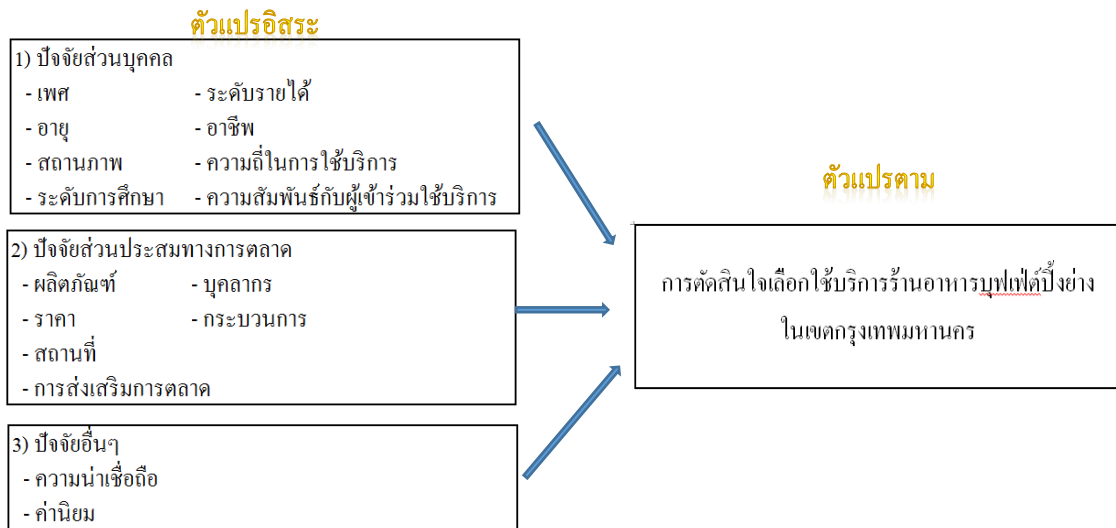 ตัวแปรอิสระ
1) ปัจจัยส่วนบุคคล
- เพศ - ระดับรายได้
- อายุ - อาชีพ
- สถานภาพ - ความถี่ในการใช้บริการ
- ระดับการศึกษา - ความสัมพันธ์กับผู้เข้าร่วมใช้บริการ
2) ปัจจัยส่วนประสมทางการตลาด
- ผลิตภัณฑ์ - บุคลากร
- ราคา - กระบวนการ
- สถานที่
- การส่งเสริมการตลาด
3) ปัจจัยอื่นๆ
- ความน่าเชื่อถือ
- ค่านิยม
ตัวแปรตาม
การตัดสินใจเลือกใช้บริการร้านอาหารบุฟเฟ่ต์ปิ้งย่าง
ในเขตกรุงเทพมหานคร